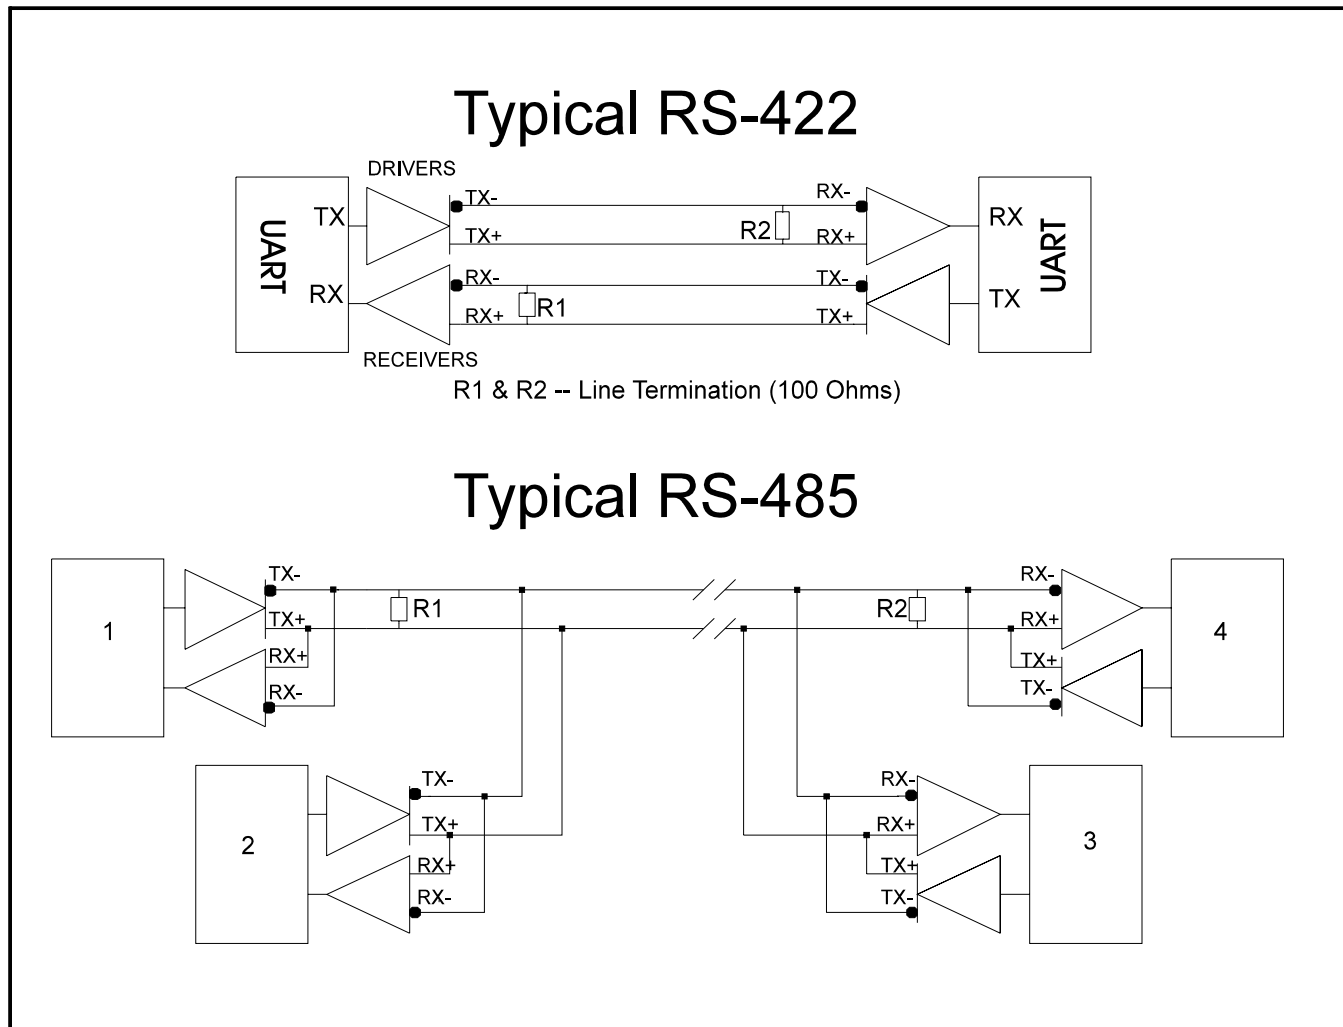 Typical RS-422
DRIVERS
UART
TX
TX-
RX-
RX
UART
TX+
R2
RX+
RX
RX-
TX-
TX
RX+
R1
TX+
RECEIVERS
R1 & R2 -- Line Termination (100 Ohms)
Typical RS-485
1
TX-
R1
R2
RX-
4
TX+
RX+
RX+
TX+
RX-
TX-
2
TX-
RX-
3
TX+
RX+
RX+
TX+
RX-
TX-